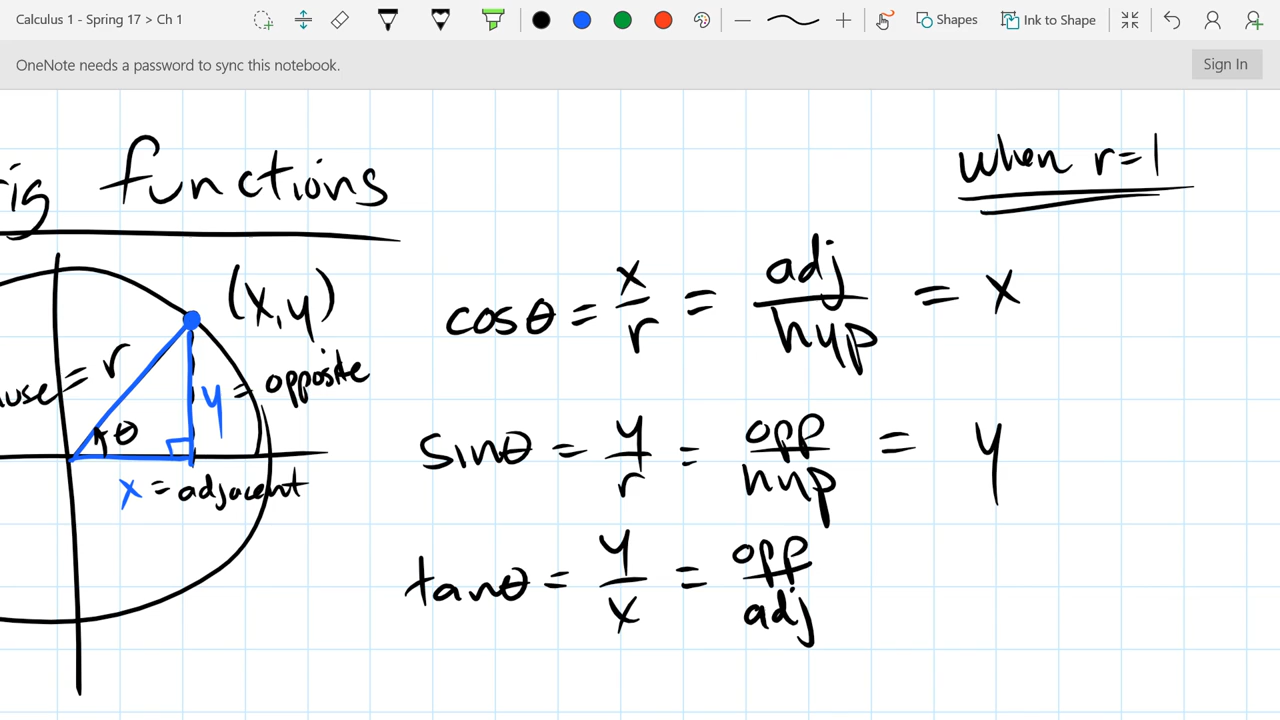 Calculus 1 - Spring 17 > Ch 1
Shapes
Ink to Shape
OneNote needs a password to sync this notebook.
Sign In
rig functions
when r=1
(x,y)
cosθ = x/r = adj/hyp = x
use = r
y = opposite
θ
x = adjacent
sinθ = y/r = opp/hyp = y
tanθ = y/x = opp/adj